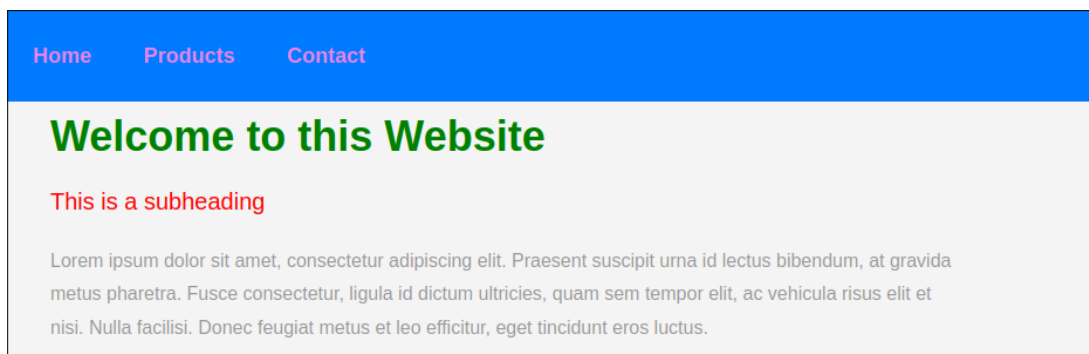 Home Products Contact
Welcome to this Website
This is a subheading
Lorem ipsum dolor sit amet, consectetur adipiscing elit. Praesent suscipit urna id lectus bibendum, at gravida
metus pharetra. Fusce consectetur, ligula id dictum ultricies, quam sem tempor elit, ac vehicula risus elit et
nisi. Nulla facilisi. Donec feugiat metus et leo efficitur, eget tincidunt eros luctus.